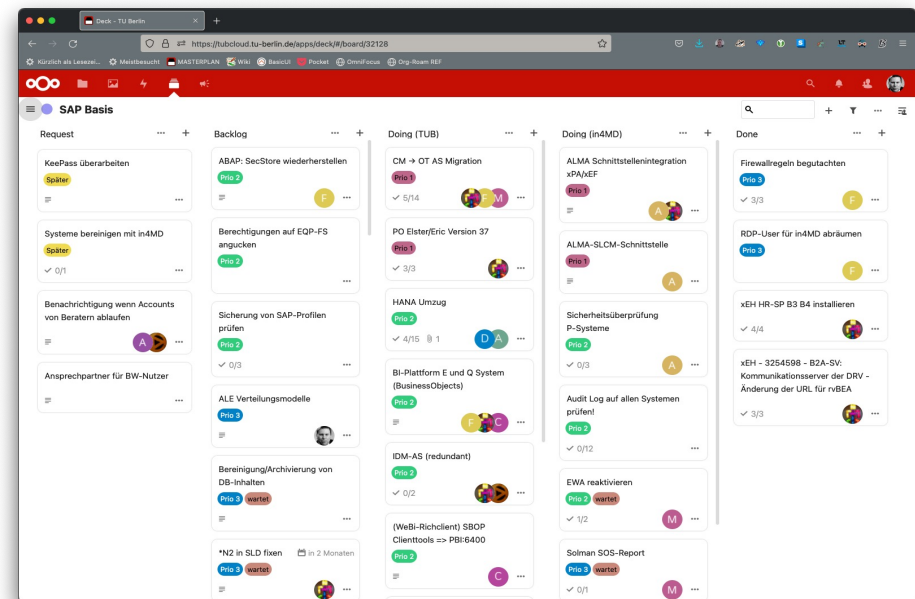 Deck - TU Berlin
https://tubcloud.tu-berlin.de/apps/deck/#/board/32128
Kürzlich als Lesezei... Meistbesucht MASTERPLAN Wiki BasicUI Pocket OmniFocus Org-Roam REF
SAP Basis
Request
KeePass überarbeiten
Später
Systeme bereinigen mit in4MD
Später
0/1
Benachrichtigung wenn Accounts
von Beratern ablaufen
A
Ansprechpartner für BW-Nutzer
Backlog
ABAP: SecStore wiederherstellen
Prio 2
F
Berechtigungen auf EQP-FS
angucken
Prio 2
Sicherung von SAP-Profilen
prüfen
Prio 2
0/3
ALE Verteilungsmodelle
Prio 3
Bereinigung/Archivierung von
DB-Inhalten
Prio 3 wartet
*N2 in SLD fixen in 2 Monaten
Prio 3 wartet
Doing (TUB)
CM → OT AS Migration
Prio 1
5/14 F M
PO Elster/Eric Version 37
Prio 1
3/3
HANA Umzug
Prio 2
4/15 1 D A
BI-Plattform E und Q System
(BusinessObjects)
Prio 2
F C
IDM-AS (redundant)
Prio 2
0/2
(WeBi-Richclient) SBOP
Clienttools => PBI:6400
Prio 2
C
Doing (in4MD)
ALMA Schnittstellenintegration
xPA/xEF
Prio 1
A
ALMA-SLCM-Schnittstelle
Prio 1
A
Sicherheitsüberprüfung
P-Systeme
Prio 2
0/3 A
Audit Log auf allen Systemen
prüfen!
Prio 2
0/12
EWA reaktivieren
Prio 2 wartet
1/2 M
Solman SOS-Report
Prio 3 wartet
0/1 M
Done
Firewallregeln begutachten
Prio 3
3/3 F
RDP-User für in4MD abräumen
Prio 3
F
xEH HR-SP B3 B4 installieren
4/4
xEH - 3254598 - B2A-SV:
Kommunikationsserver der DRV -
Änderung der URL für rvBEA
3/3